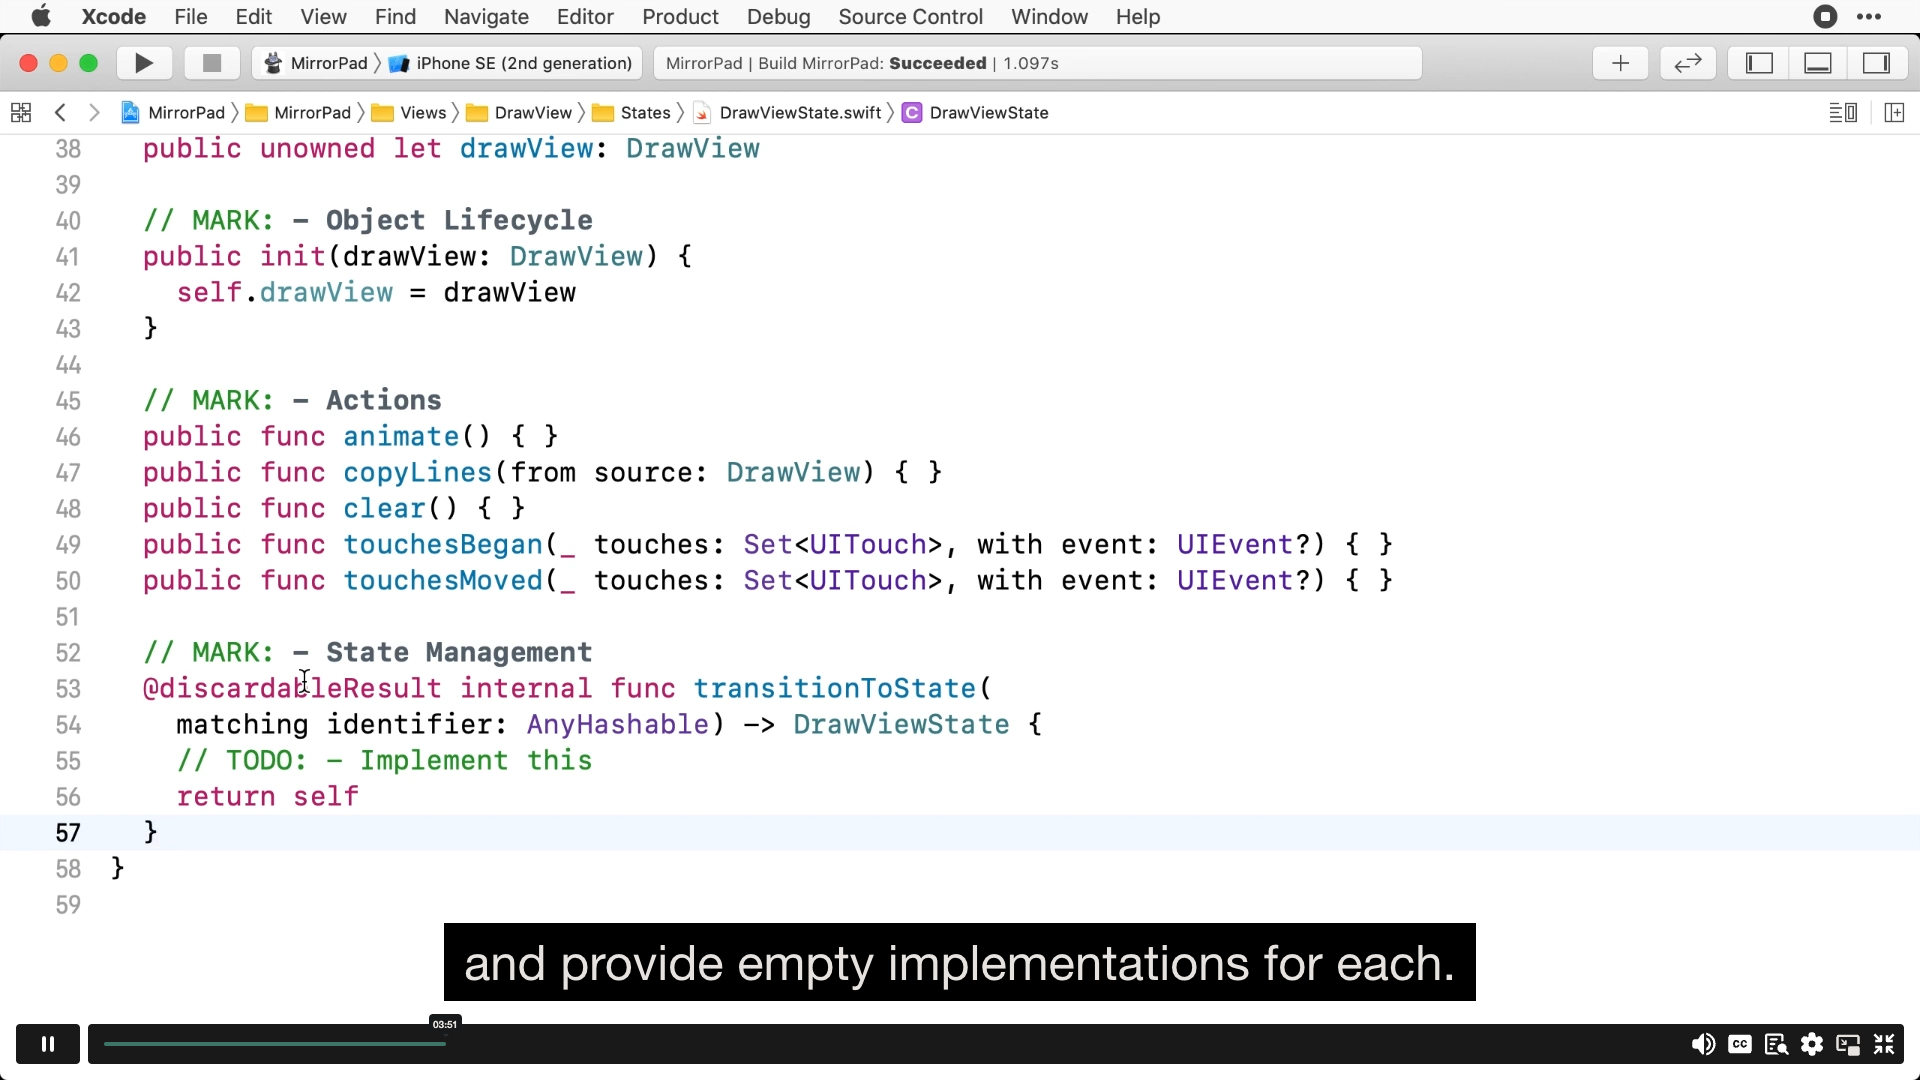 Xcode File Edit View Find Navigate Editor Product Debug Source Control Window Help
MirrorPad 〉 iPhone SE (2nd generation) MirrorPad | Build MirrorPad: Succeeded | 1.097s
MirrorPad 〉 MirrorPad 〉 Views 〉 DrawView 〉 States 〉 DrawViewState.swift 〉 C DrawViewState
38 public unowned let drawView: DrawView
39
40 // MARK: - Object Lifecycle
41 public init(drawView: DrawView) {
42 self.drawView = drawView
43 }
44
45 // MARK: - Actions
46 public func animate() { }
47 public func copyLines(from source: DrawView) { }
48 public func clear() { }
49 public func touchesBegan(_ touches: Set<UITouch>, with event: UIEvent?) { }
50 public func touchesMoved(_ touches: Set<UITouch>, with event: UIEvent?) { }
51
52 // MARK: - State Management
53 @discardableResult internal func transitionToState(
54 matching identifier: AnyHashable) -> DrawViewState {
55 // TODO: - Implement this
56 return self
57 }
58 }
59
and provide empty implementations for each.
03:51
CC